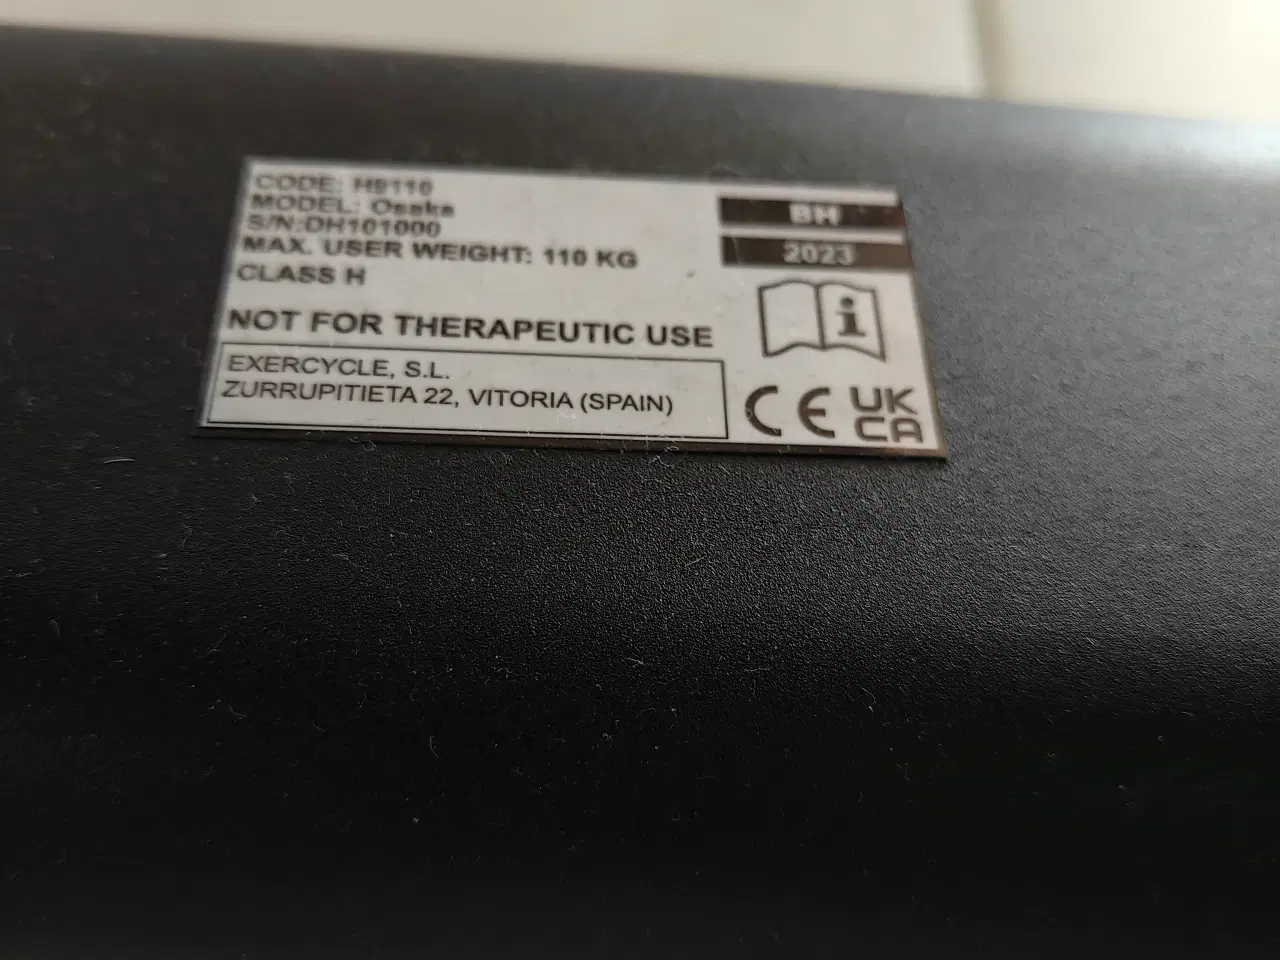 CODE: H9110
MODEL: Osaka
S/N:DH101000
MAX. USER WEIGHT: 110 KG
CLASS H
NOT FOR THERAPEUTIC USE
EXERCYCLE, S.L.
ZURRUPITIETA 22, VITORIA (SPAIN)
BH
2023
i
CE
UK
CA